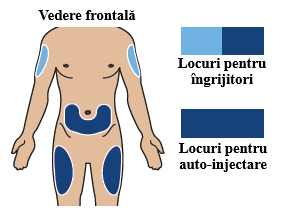 Vedere frontală
Locuri pentru
îngrijitori
Locuri pentru
auto-injectare